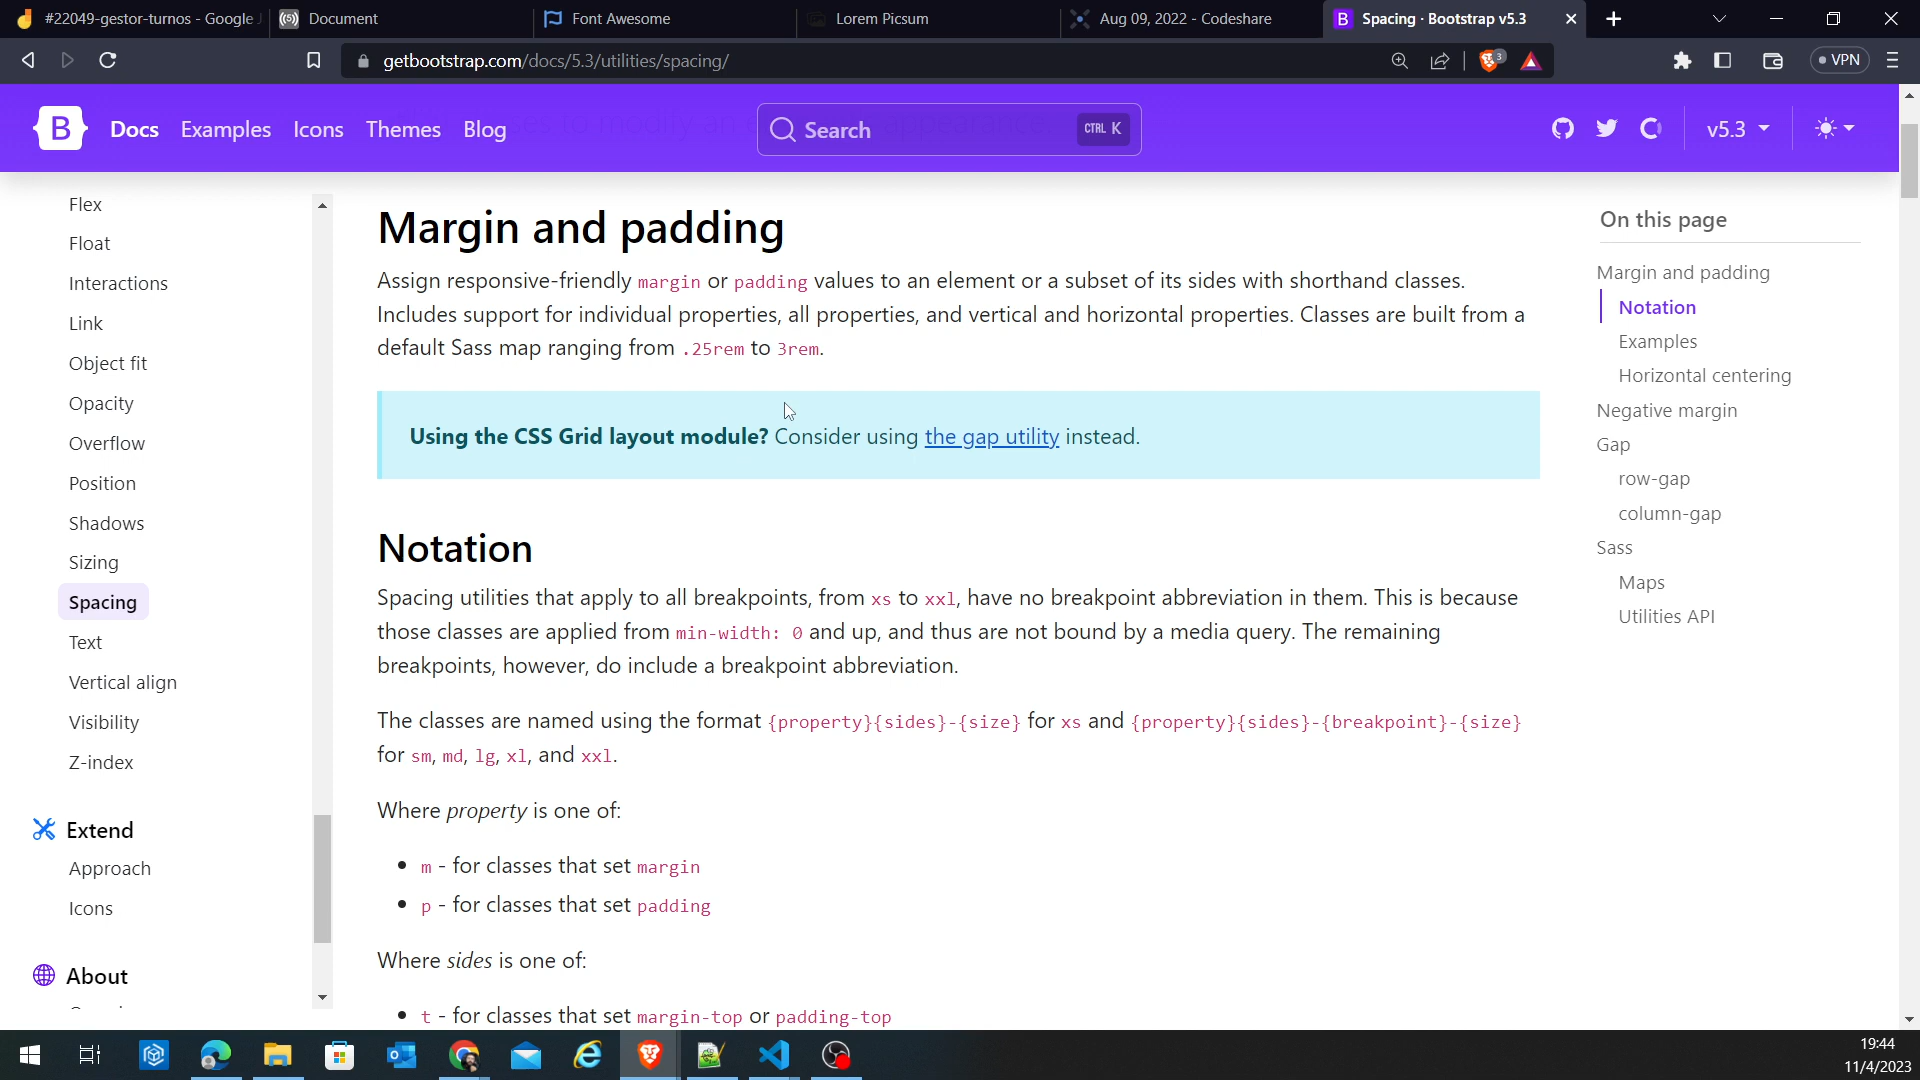 #22049-gestor-turnos - Google
Document
Font Awesome
Lorem Picsum
Aug 09, 2022 - Codeshare
Spacing · Bootstrap v5.3
getbootstrap.com/docs/5.3/utilities/spacing/
3
VPN
B
Docs
Examples
Icons
Themes
Blog
Search
CTRL K
v5.3
Flex
Float
Interactions
Link
Object fit
Opacity
Overflow
Position
Shadows
Sizing
Spacing
Text
Vertical align
Visibility
Z-index
Extend
Approach
Icons
About
Margin and padding
Assign responsive-friendly margin or padding values to an element or a subset of its sides with shorthand classes.
Includes support for individual properties, all properties, and vertical and horizontal properties. Classes are built from a
default Sass map ranging from .25rem to 3rem.
Using the CSS Grid layout module? Consider using the gap utility instead.
Notation
Spacing utilities that apply to all breakpoints, from xs to xxl, have no breakpoint abbreviation in them. This is because
those classes are applied from min-width: 0 and up, and thus are not bound by a media query. The remaining
breakpoints, however, do include a breakpoint abbreviation.
The classes are named using the format {property}{sides}-{size} for xs and {property}{sides}-{breakpoint}-{size}
for sm, md, lg, xl, and xxl.
Where property is one of:
m - for classes that set margin
p - for classes that set padding
Where sides is one of:
t - for classes that set margin-top or padding-top
On this page
Margin and padding
Notation
Examples
Horizontal centering
Negative margin
Gap
row-gap
column-gap
Sass
Maps
Utilities API
19:44
11/4/2023